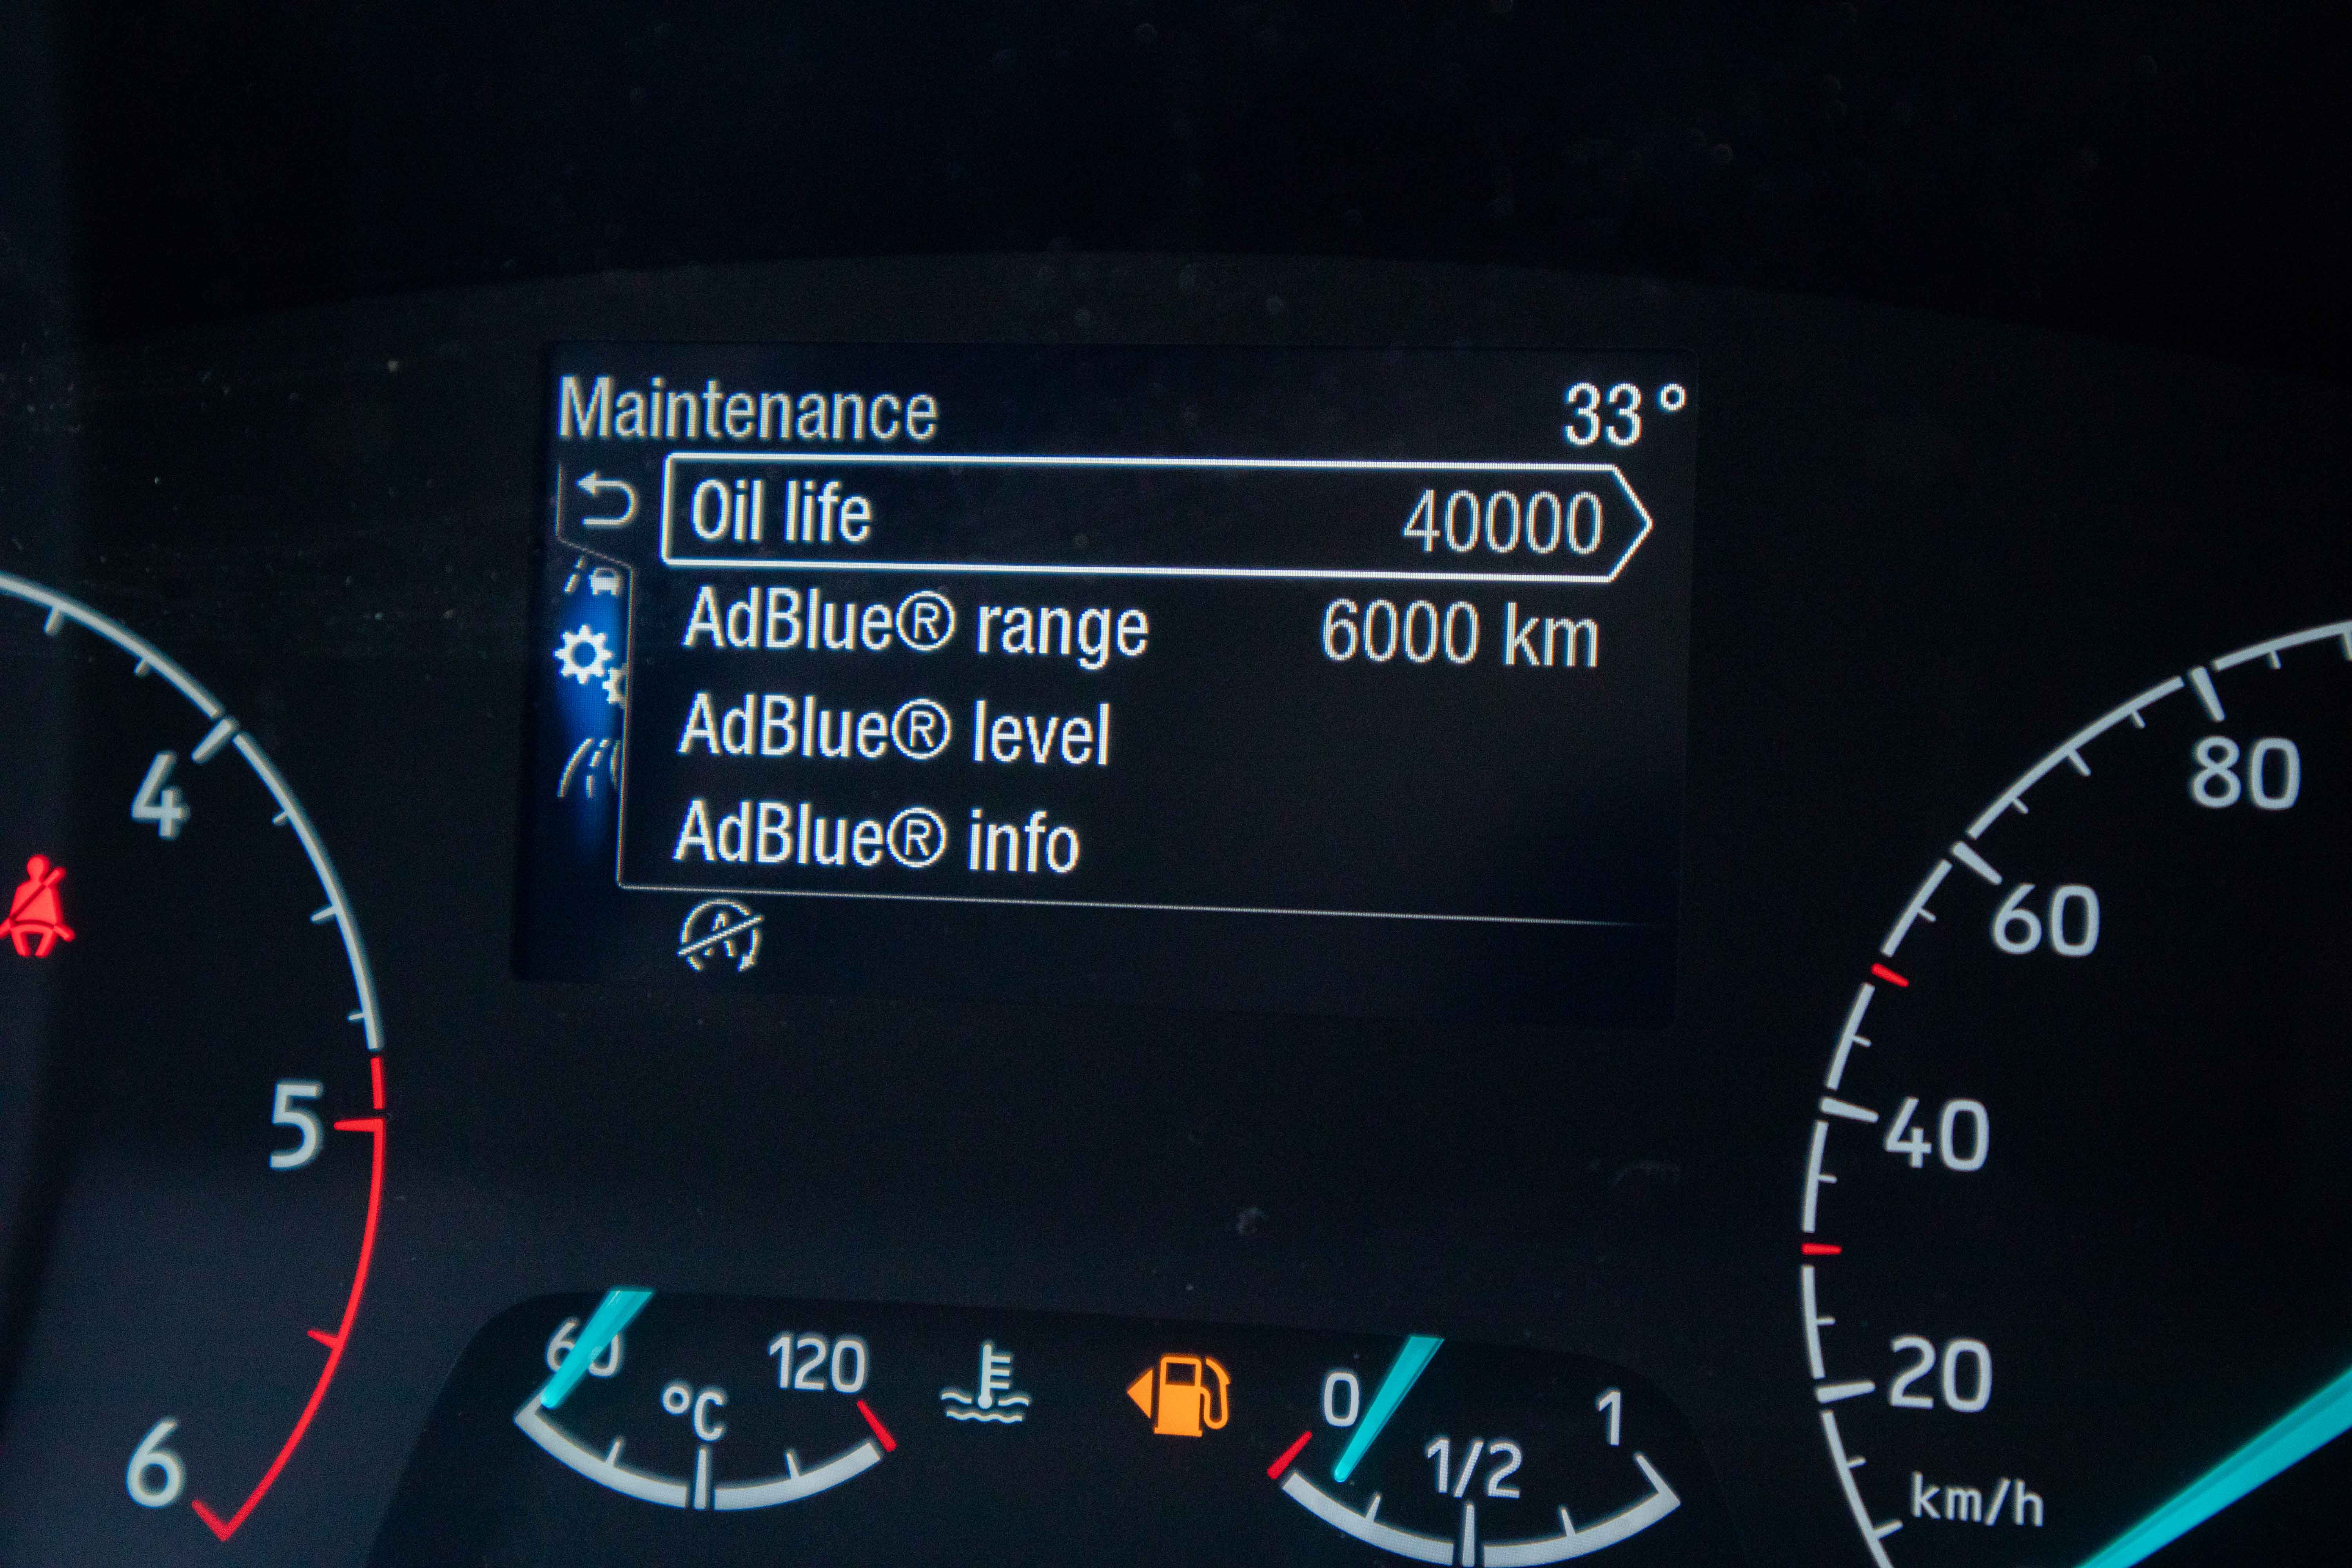 Maintenance 33°
Oil life 40000
AdBlue® range 6000 km
AdBlue® level
AdBlue® info
A
4
5
6
80
60
40
20
km/h
60 120
°C
0 1
1/2